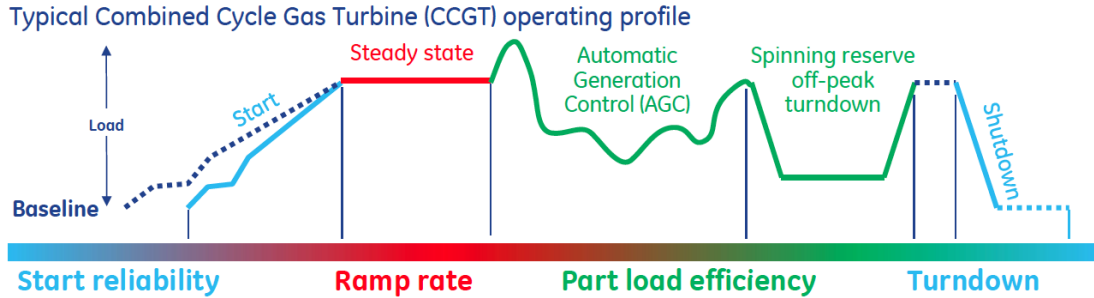 Typical Combined Cycle Gas Turbine (CCGT) operating profile
Load
Baseline
Start
Steady state
Automatic
Generation
Control (AGC)
Spinning reserve
off-peak
turndown
Shutdown
Start reliability
Ramp rate
Part load efficiency
Turndown